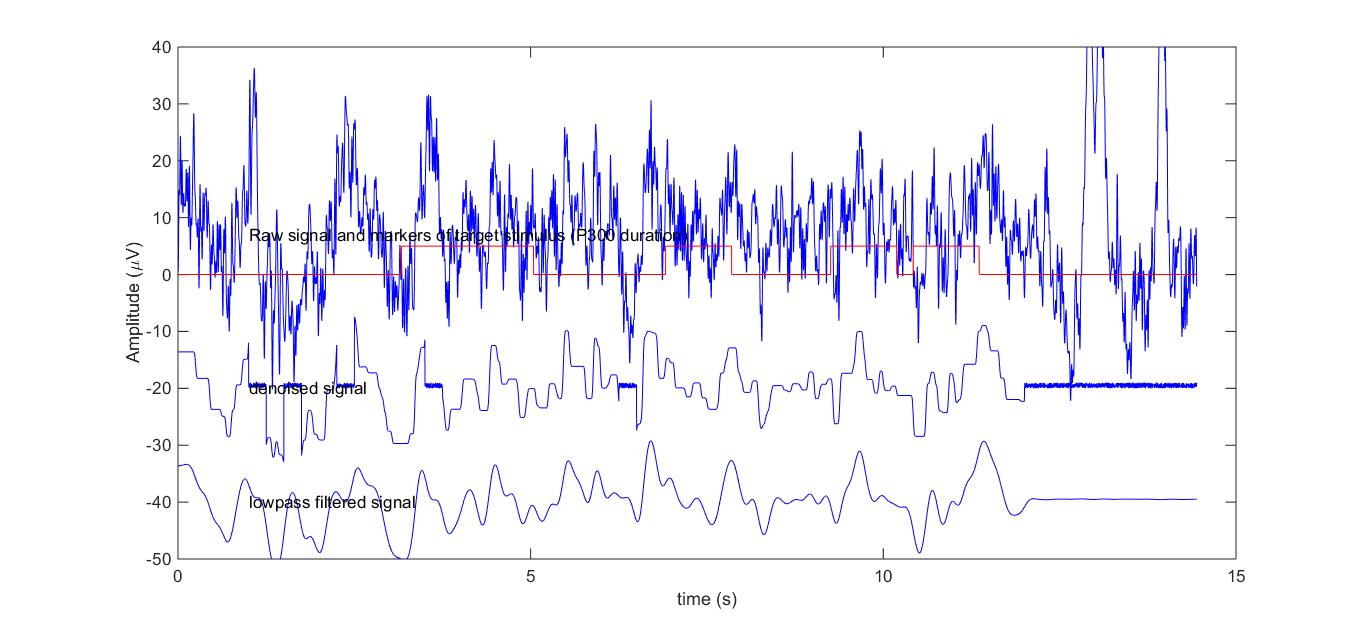 40
30
20
10
Raw signal and markers of target stimulus (P300 duration)
0
-10
-20
denoised signal
-30
-40
lowpass filtered signal
-50
Amplitude (μV)
0 5 10 15
time (s)